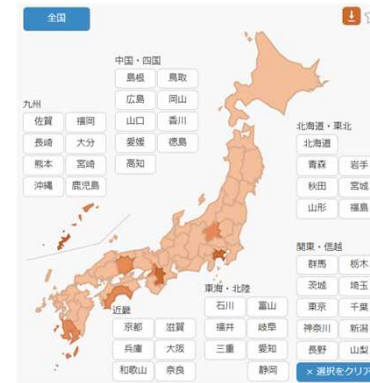 全国
中国・四国
島根 鳥取
広島 岡山
山口 香川
愛媛 徳島
高知
九州
佐賀 福岡
長崎 大分
熊本 宮崎
沖縄 鹿児島
北海道・東北
北海道
青森 岩手
秋田 宮城
山形 福島
関東・信越
群馬 栃木
茨城 埼玉
東京 千葉
神奈川 新潟
長野 山梨
× 選択をクリア
東海・北陸
石川 富山
福井 岐阜
三重 愛知
静岡
近畿
京都 滋賀
兵庫 大阪
和歌山 奈良